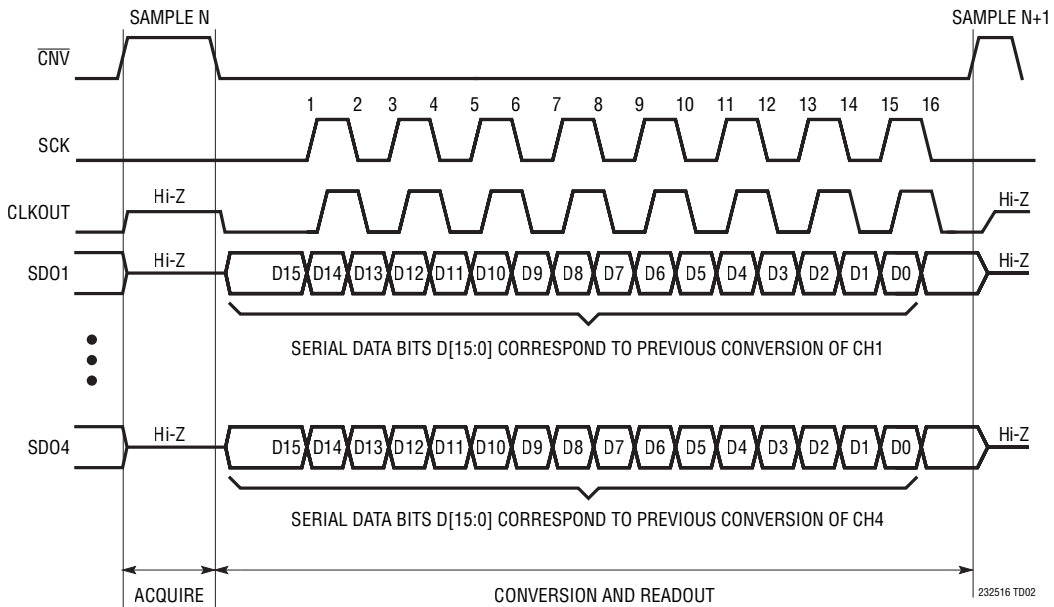 SAMPLE N SAMPLE N+1
CNV
1 2 3 4 5 6 7 8 9 10 11 12 13 14 15 16
SCK
Hi-Z Hi-Z
CLKOUT
SDO1 Hi-Z D15 D14 D13 D12 D11 D10 D9 D8 D7 D6 D5 D4 D3 D2 D1 D0 Hi-Z
SERIAL DATA BITS D[15:0] CORRESPOND TO PREVIOUS CONVERSION OF CH1
SDO4 Hi-Z D15 D14 D13 D12 D11 D10 D9 D8 D7 D6 D5 D4 D3 D2 D1 D0 Hi-Z
SERIAL DATA BITS D[15:0] CORRESPOND TO PREVIOUS CONVERSION OF CH4
ACQUIRE CONVERSION AND READOUT 232516 TD02